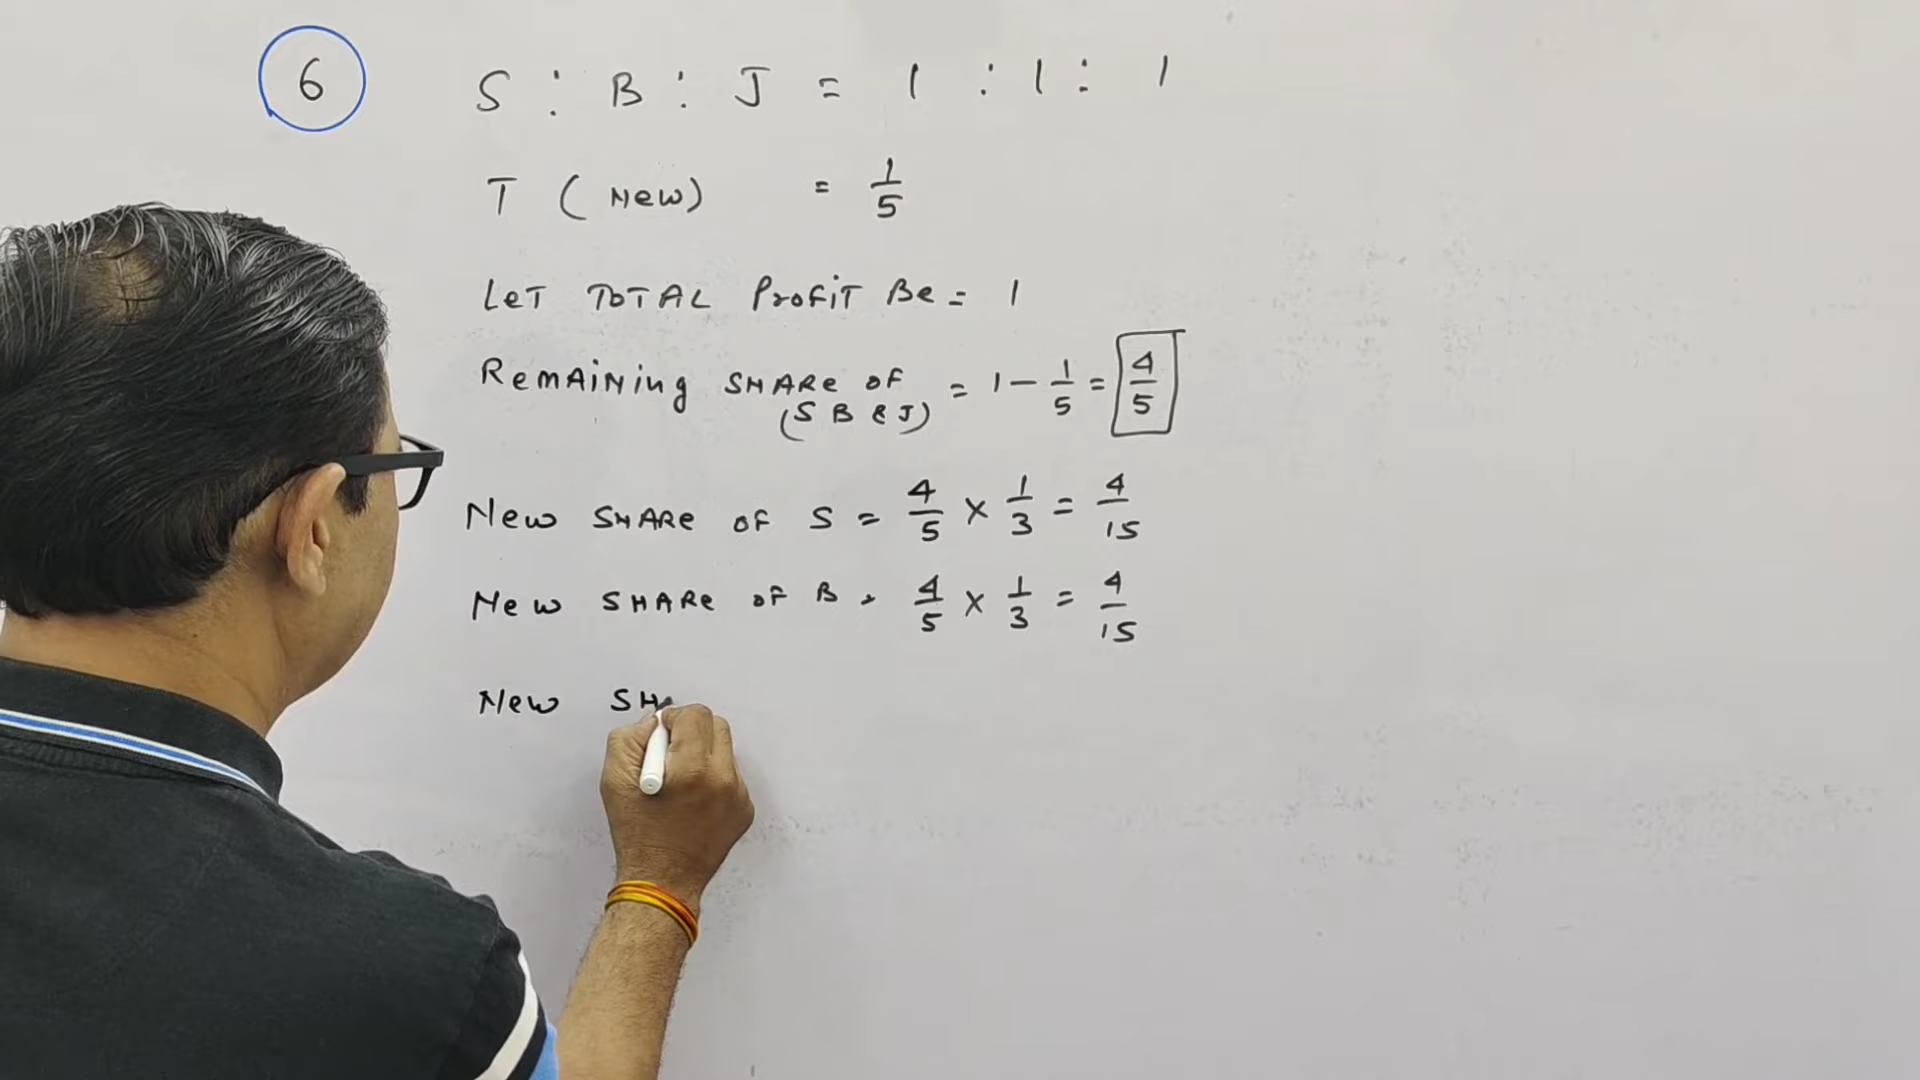 6 S : B : J = 1 : 1 : 1
T (New) = 1/5
LeT TOTAL ProFiT Be = 1
RemAiNing SHARe OF (S B & J) = 1 - 1/5 = 4/5
New SHARe OF S = 4/5 × 1/3 = 4/15
New SHARe OF B = 4/5 × 1/3 = 4/15
New SH